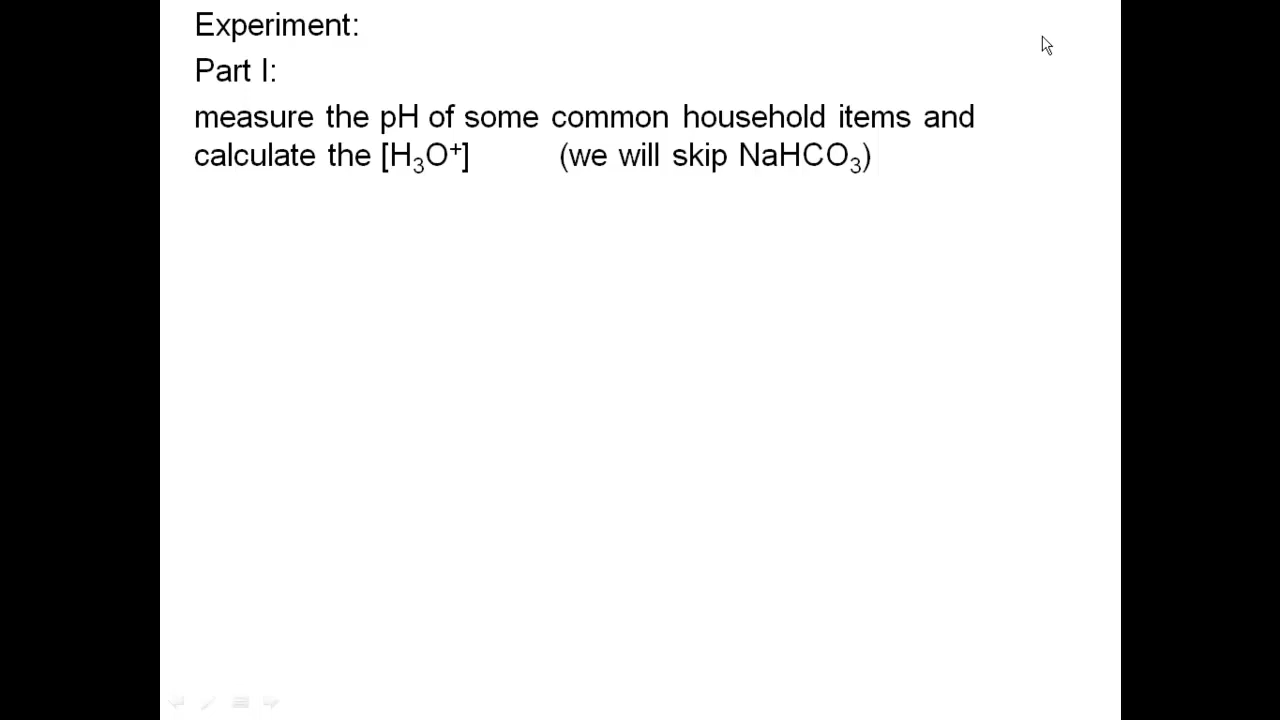 Experiment:
Part I:
measure the pH of some common household items and
calculate the [H₃O⁺] (we will skip NaHCO₃)